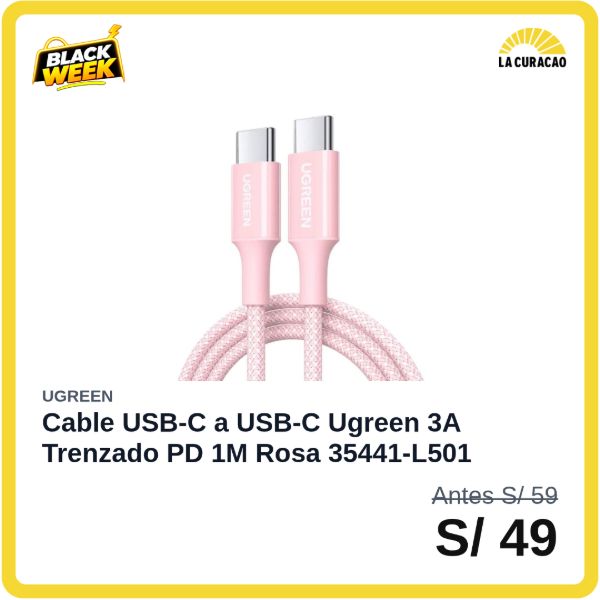 BLACK
WEEK
LA CURACAO
UGREEN
UGREEN
UGREEN
Cable USB-C a USB-C Ugreen 3A
Trenzado PD 1M Rosa 35441-L501
Antes S/ 59
S/ 49